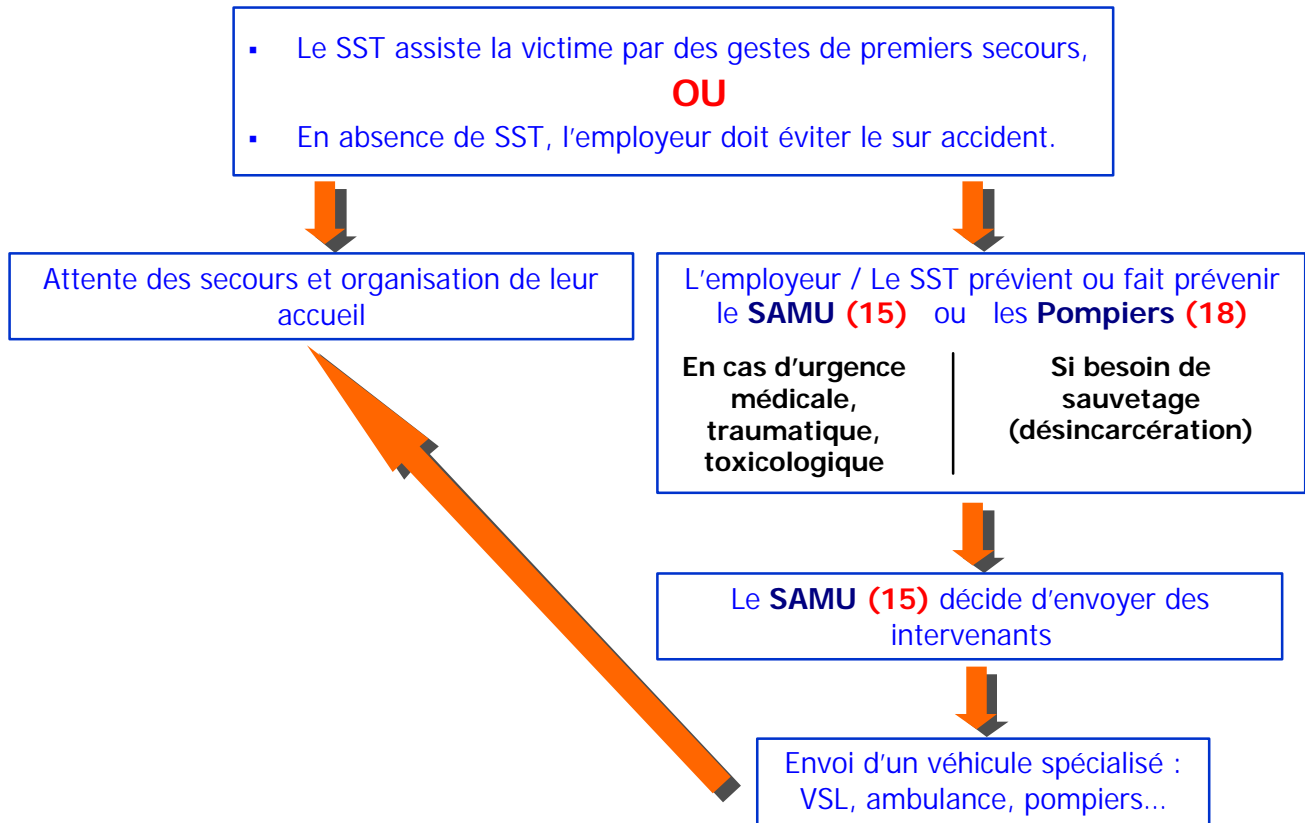 ▪ Le SST assiste la victime par des gestes de premiers secours,
OU
▪ En absence de SST, l'employeur doit éviter le sur accident.
Attente des secours et organisation de leur
accueil
L'employeur / Le SST prévient ou fait prévenir
le SAMU (15) ou les Pompiers (18)
En cas d'urgence
médicale,
traumatique,
toxicologique
Si besoin de
sauvetage
(désincarcération)
Le SAMU (15) décide d'envoyer des
intervenants
Envoi d'un véhicule spécialisé :
VSL, ambulance, pompiers...